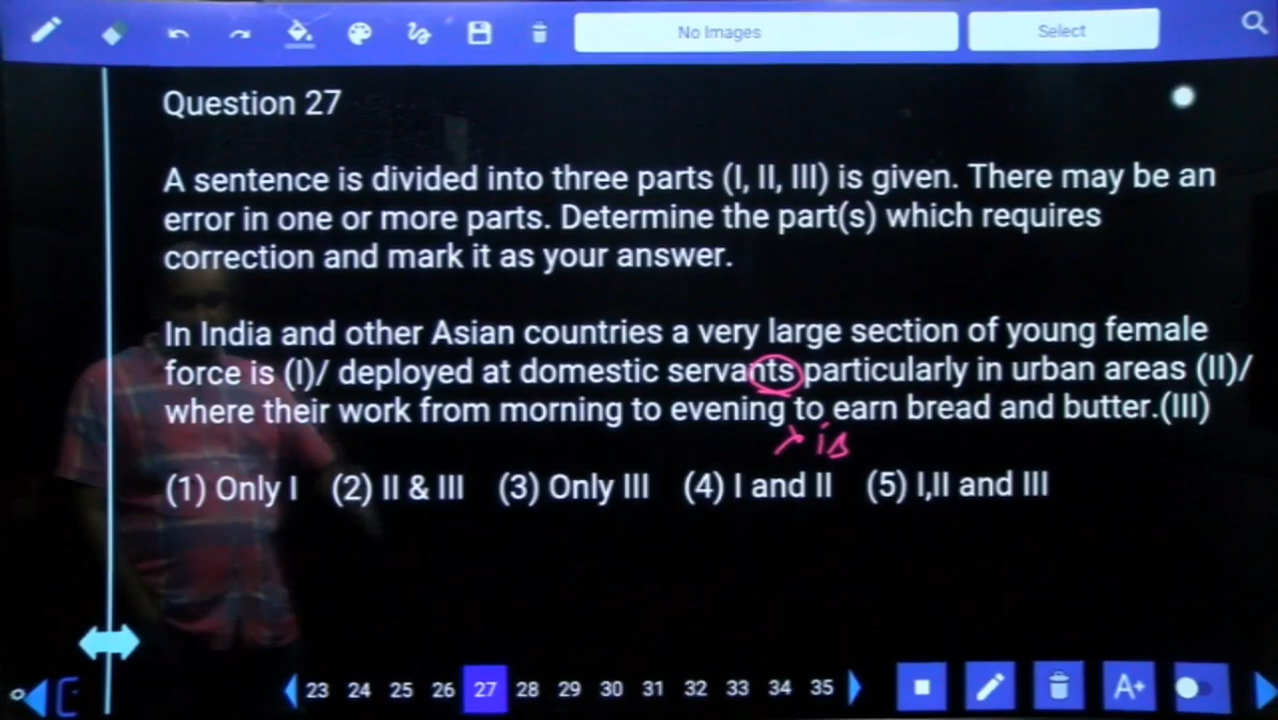 No Images
Select
Question 27
A sentence is divided into three parts (I, II, III) is given. There may be an
error in one or more parts. Determine the part(s) which requires
correction and mark it as your answer.
In India and other Asian countries a very large section of young female
force is (I)/ deployed at domestic servants particularly in urban areas (II)/
where their work from morning to evening to earn bread and butter.(III)
is
(1) Only I (2) II & III (3) Only III (4) I and II (5) I,II and III
23 24 25 26 27 28 29 30 31 32 33 34 35
A+